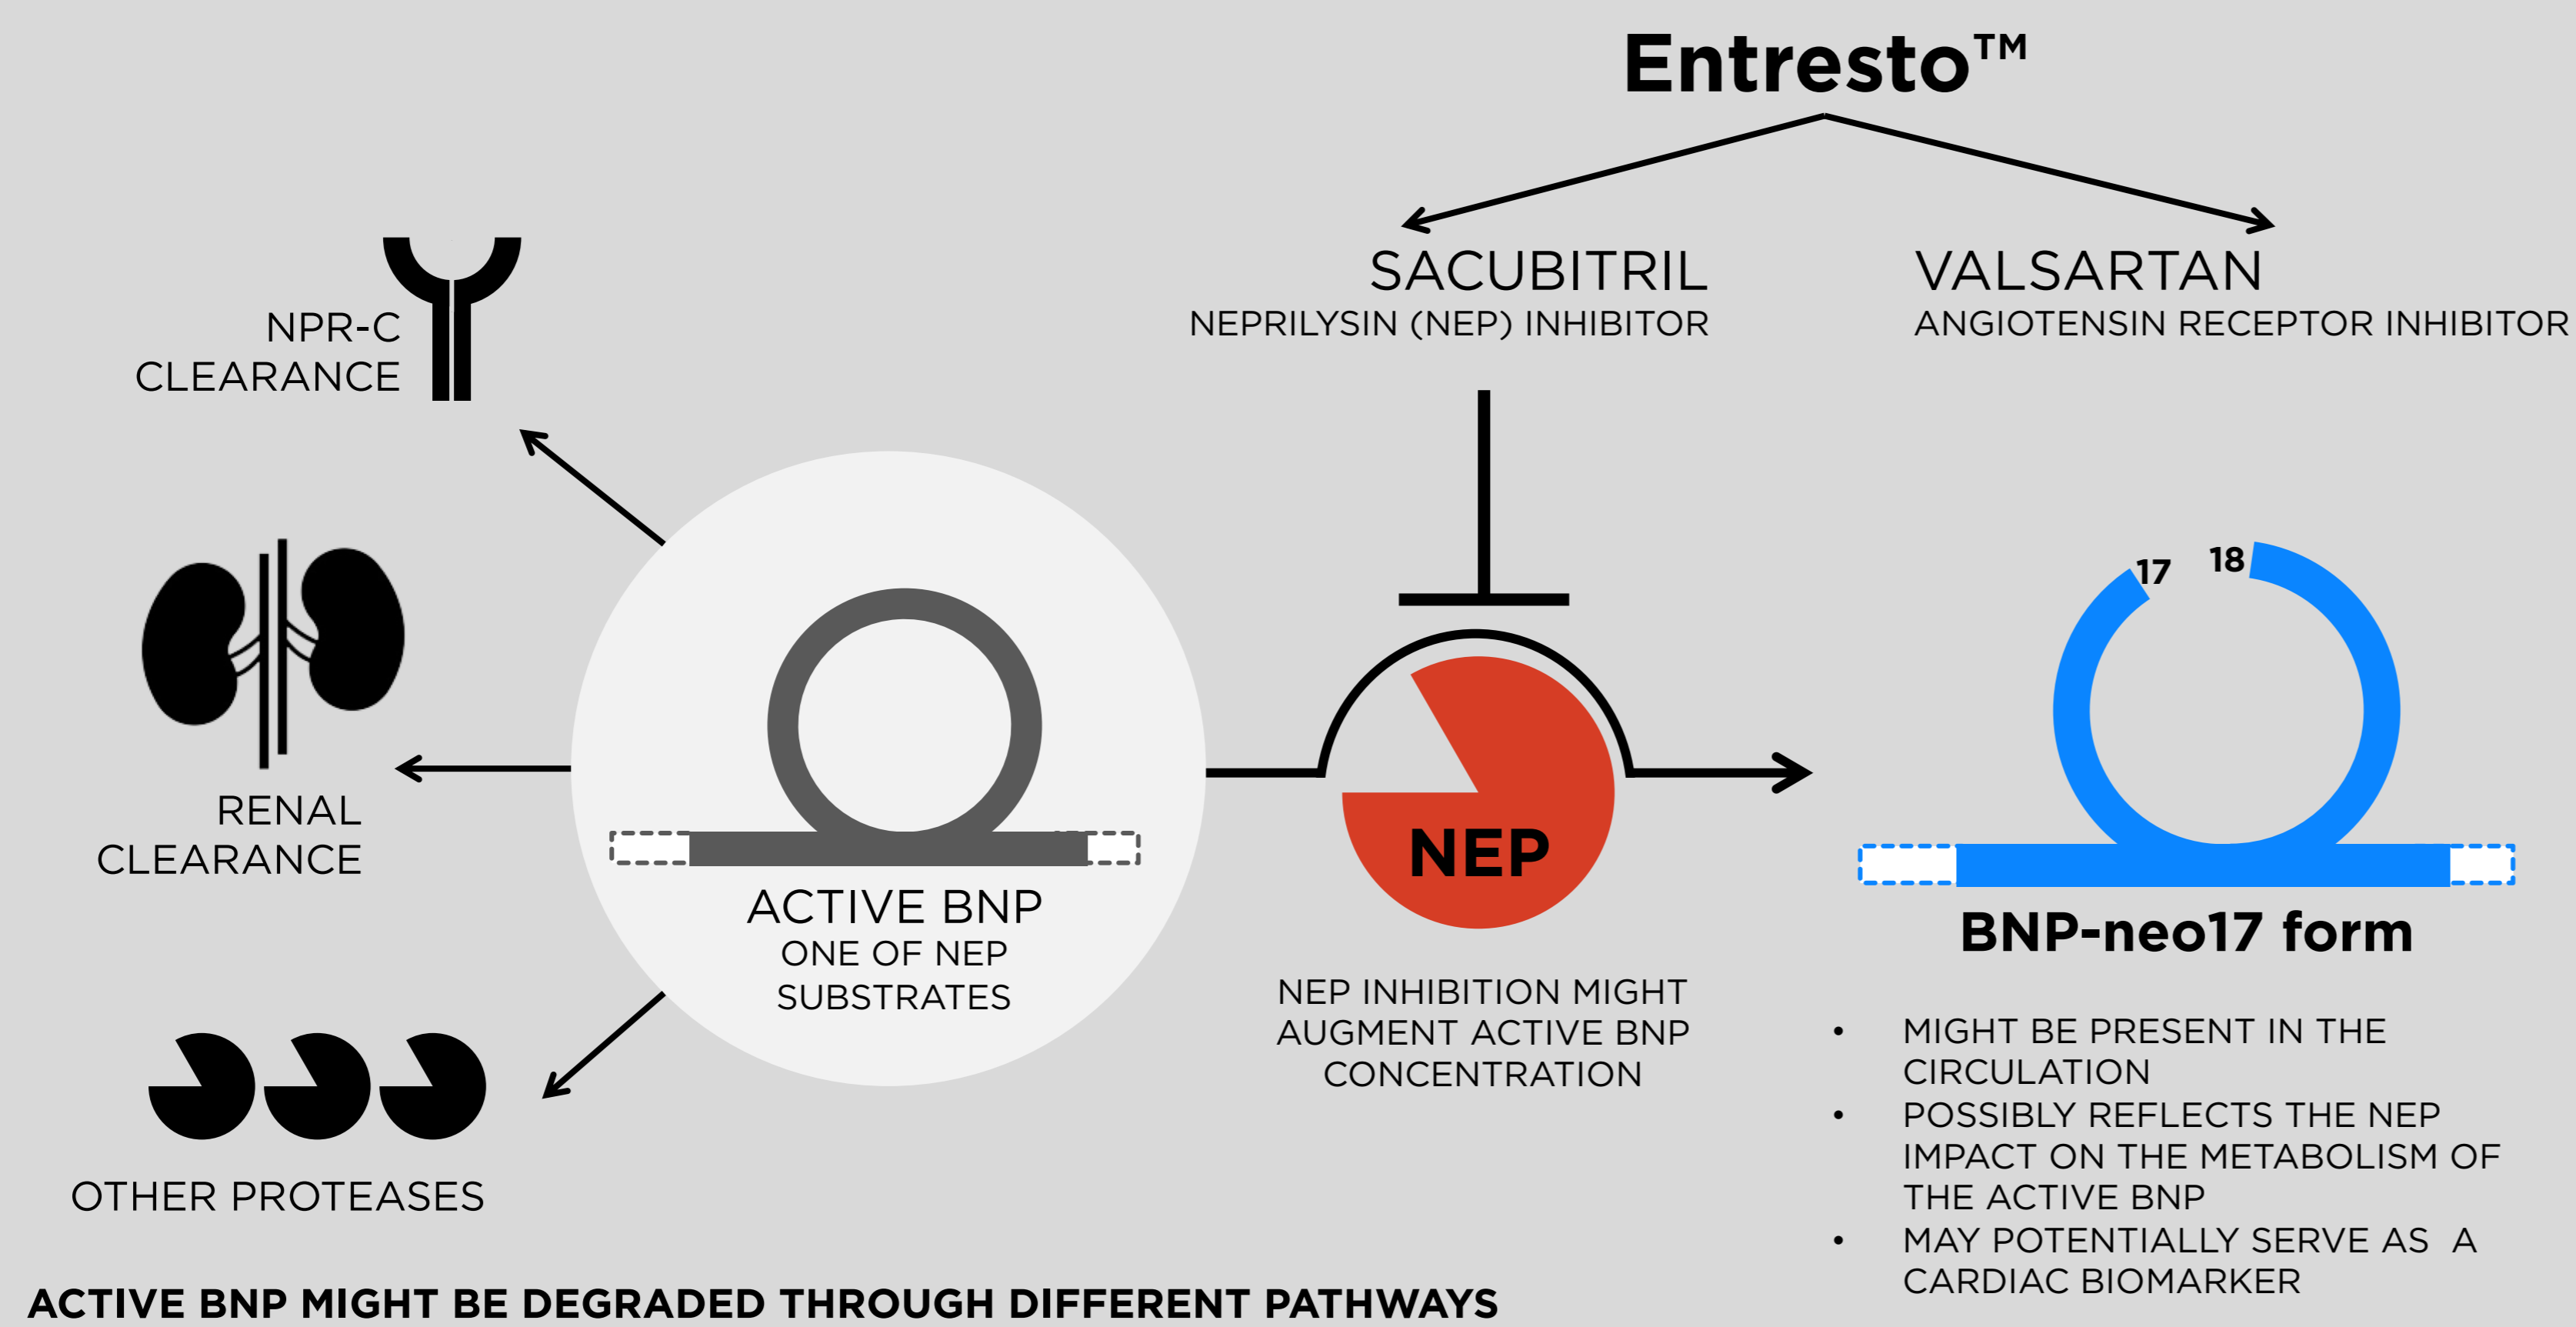 Entresto™
SACUBITRIL
NEPRILYSIN (NEP) INHIBITOR
VALSARTAN
ANGIOTENSIN RECEPTOR INHIBITOR
NPR-C
CLEARANCE
RENAL
CLEARANCE
OTHER PROTEASES
ACTIVE BNP
ONE OF NEP
SUBSTRATES
NEP
NEP INHIBITION MIGHT
AUGMENT ACTIVE BNP
CONCENTRATION
17
18
BNP-neo17 form
• MIGHT BE PRESENT IN THE
CIRCULATION
• POSSIBLY REFLECTS THE NEP
IMPACT ON THE METABOLISM OF
THE ACTIVE BNP
• MAY POTENTIALLY SERVE AS A
CARDIAC BIOMARKER
ACTIVE BNP MIGHT BE DEGRADED THROUGH DIFFERENT PATHWAYS